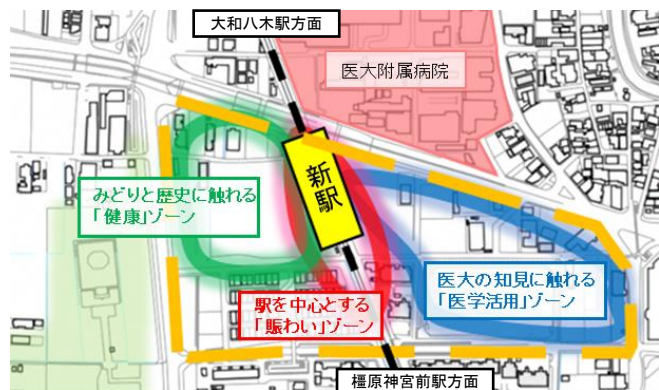 大和八木駅方面
医大附属病院
新駅
みどりと歴史に触れる
「健康」ゾーン
医大の知見に触れる
「医学活用」ゾーン
駅を中心とする
「賑わい」ゾーン
橿原神宮前駅方面